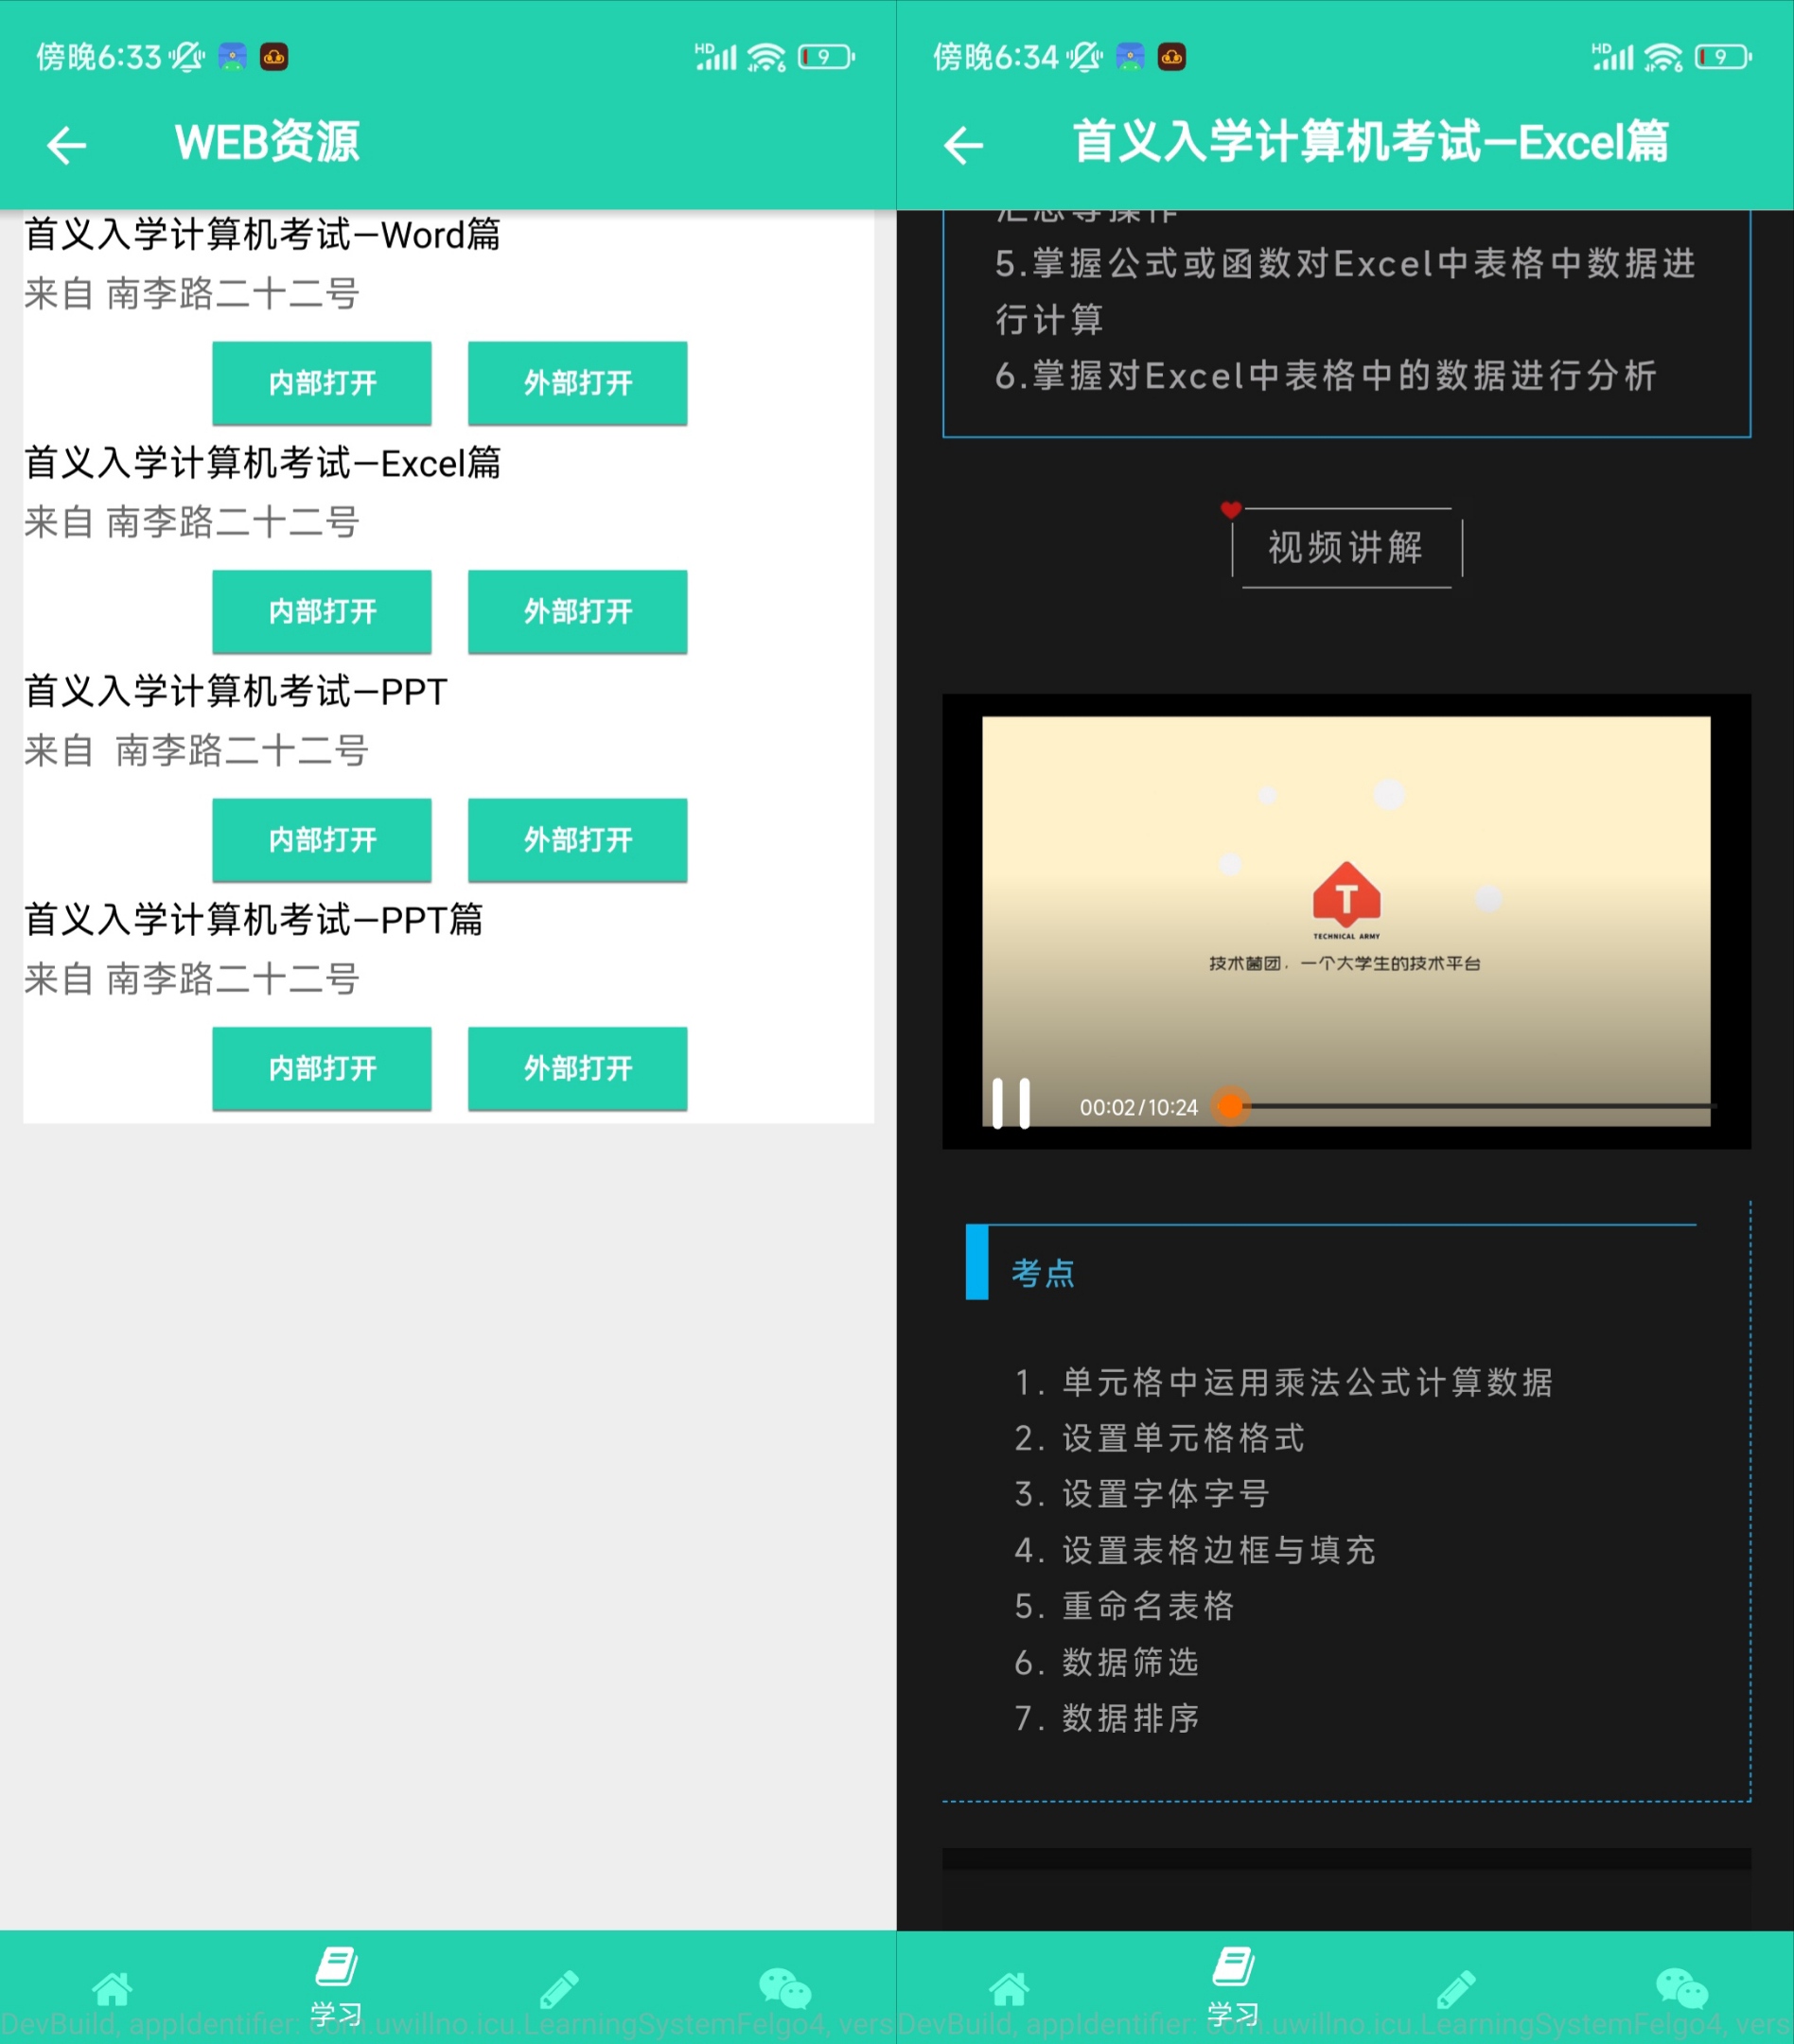 傍晚6:33
HD
6
9
WEB资源
首义入学计算机考试—Word篇
来自 南李路二十二号
内部打开 外部打开
首义入学计算机考试—Excel篇
来自 南李路二十二号
内部打开 外部打开
首义入学计算机考试—PPT
来自 南李路二十二号
内部打开 外部打开
首义入学计算机考试—PPT篇
来自 南李路二十二号
内部打开 外部打开
学习
DevBuild, appIdentifier: com.uwillno.icu.LearningSystemFelgo4, vers
傍晚6:34
HD
6
9
首义入学计算机考试—Excel篇
汇总等操作
5.掌握公式或函数对Excel中表格中数据进
行计算
6.掌握对Excel中表格中的数据进行分析
视频讲解
T
TECHNICAL ARMY
技术菌团，一个大学生的技术平台
00:02/10:24
考点
1. 单元格中运用乘法公式计算数据
2. 设置单元格格式
3. 设置字体字号
4. 设置表格边框与填充
5. 重命名表格
6. 数据筛选
7. 数据排序
学习
DevBuild, appIdentifier: com.uwillno.icu.LearningSystemFelgo4, vers